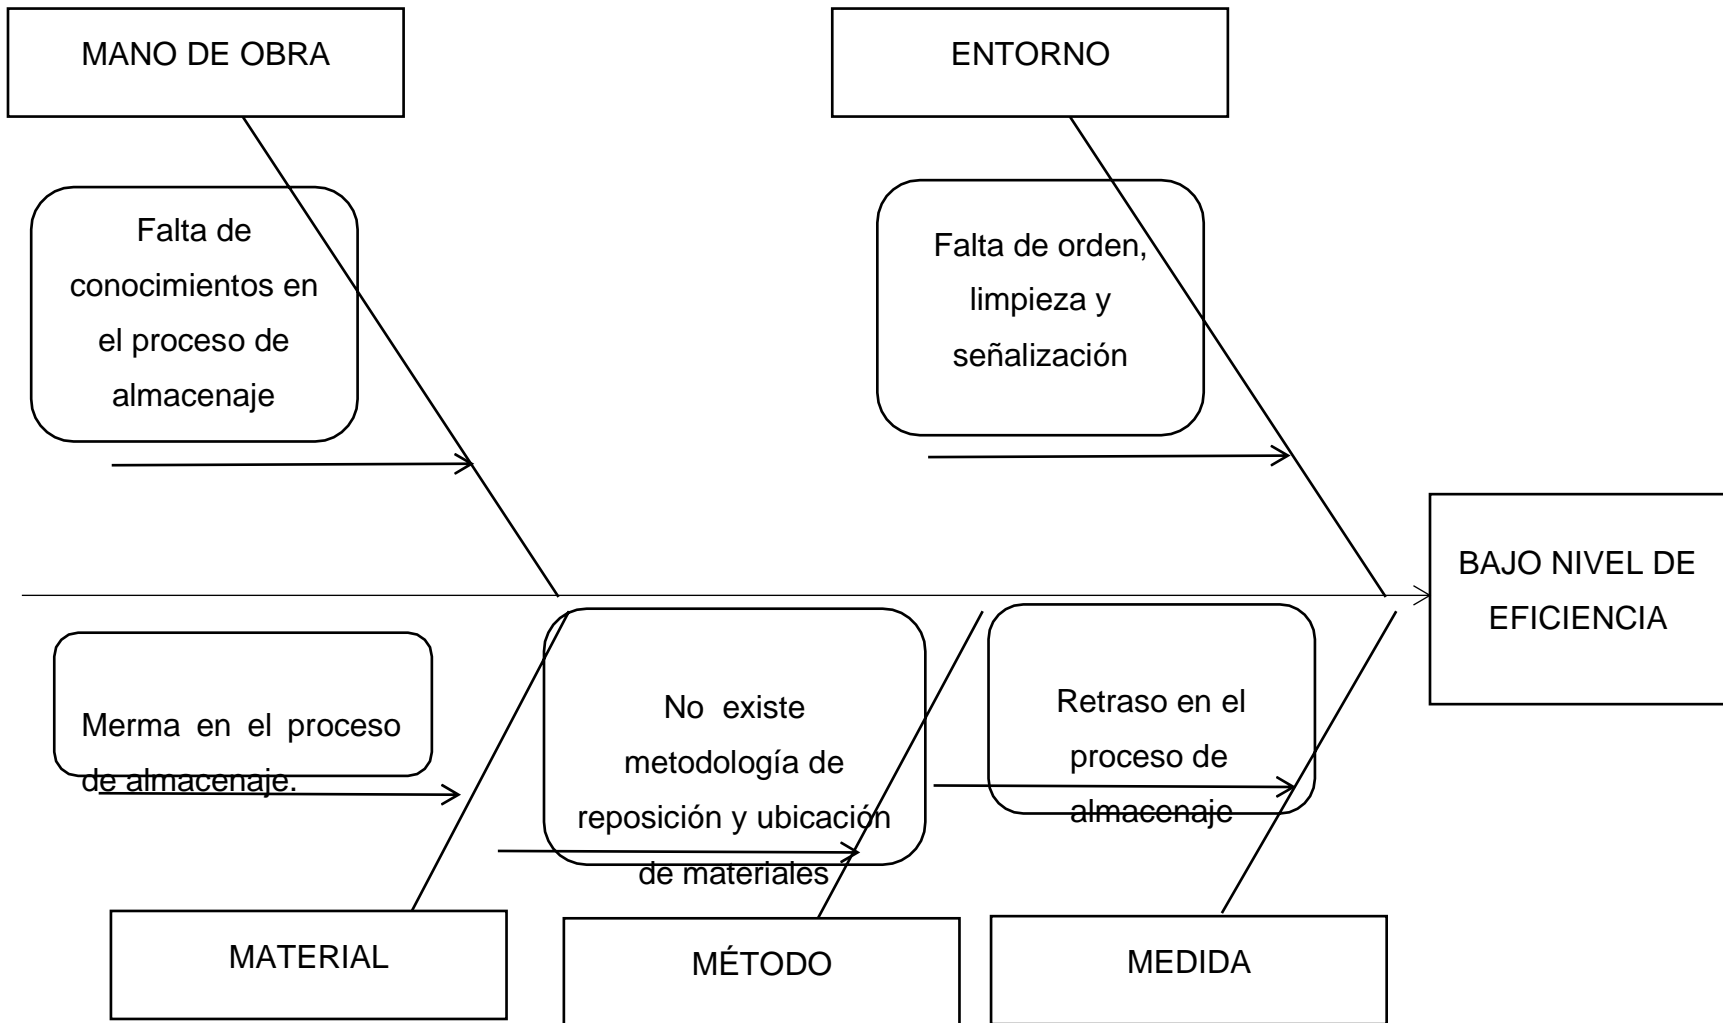 MANO DE OBRA
ENTORNO
Falta de
conocimientos en
el proceso de
almacenaje
Falta de orden,
limpieza y
señalización
BAJO NIVEL DE
EFICIENCIA
Merma en el proceso
de almacenaje.
No existe
metodología de
reposición y ubicación
de materiales
Retraso en el
proceso de
almacenaje
MATERIAL
MÉTODO
MEDIDA